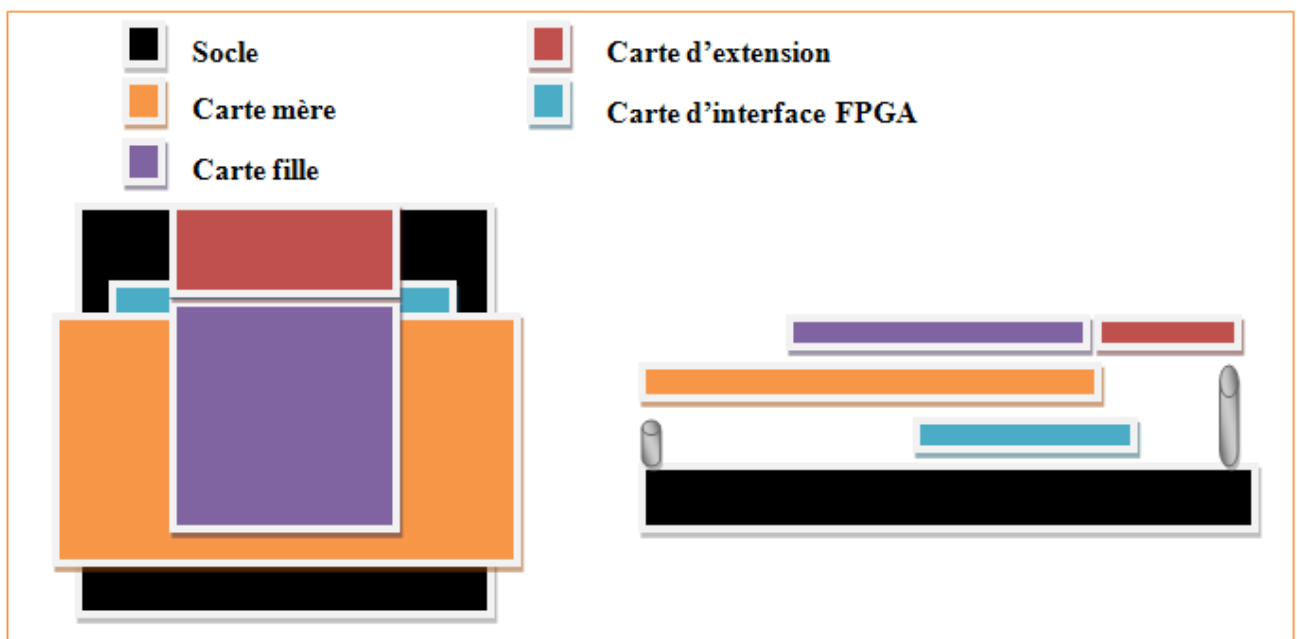 Socle
Carte d’extension
Carte mère
Carte d’interface FPGA
Carte fille